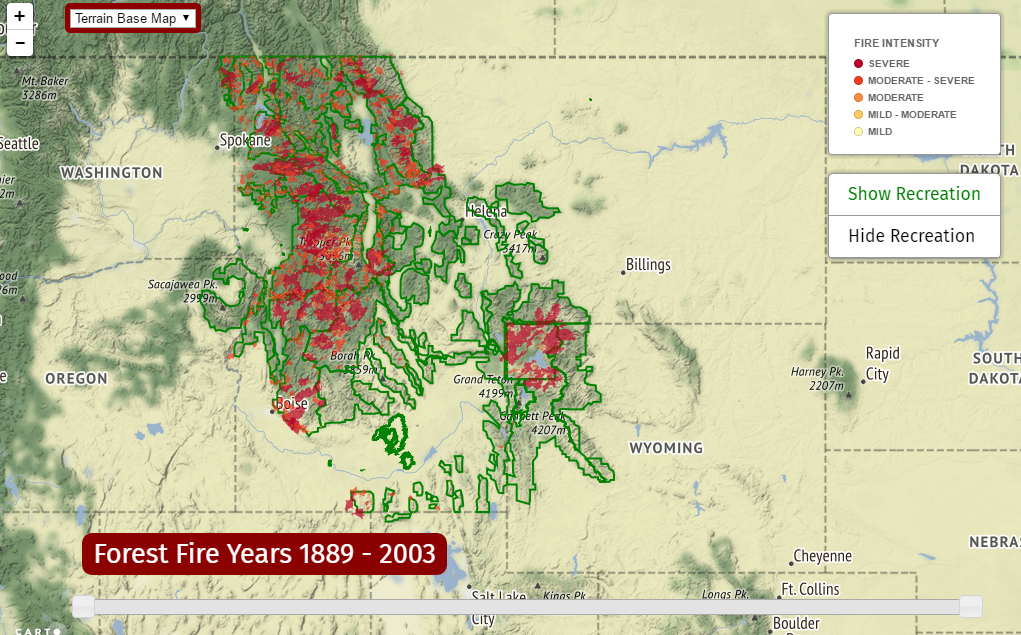 +
-
Terrain Base Map ▼
FIRE INTENSITY
SEVERE
MODERATE - SEVERE
MODERATE
MILD - MODERATE
MILD
Show Recreation
Hide Recreation
Mt. Baker
3286m
Seattle
Spokane
WASHINGTON
DAKOTA
Helena
Crazy Peak
3417m
Billings
Sacajawea Pk.
2999m
Borah Pk.
3859m
OREGON
Grand Teton
4199m
Gannett Peak
4207m
Boise
Harney Pk.
2207m
Rapid
City
SOUTH
DAKOTA
WYOMING
NEBRAS
Forest Fire Years 1889 - 2003
Cheyenne
Ft. Collins
Salt Lake
City
Kings Pk.
Longs Pk.
Boulder
CARTO